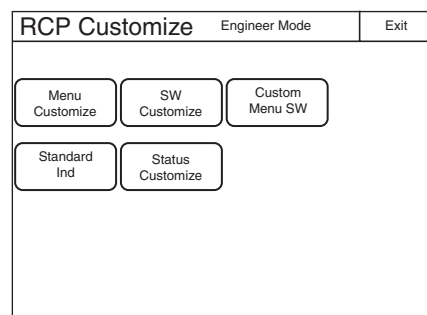 RCP Customize Engineer Mode Exit
Menu
Customize
SW
Customize
Custom
Menu SW
Standard
Ind
Status
Customize